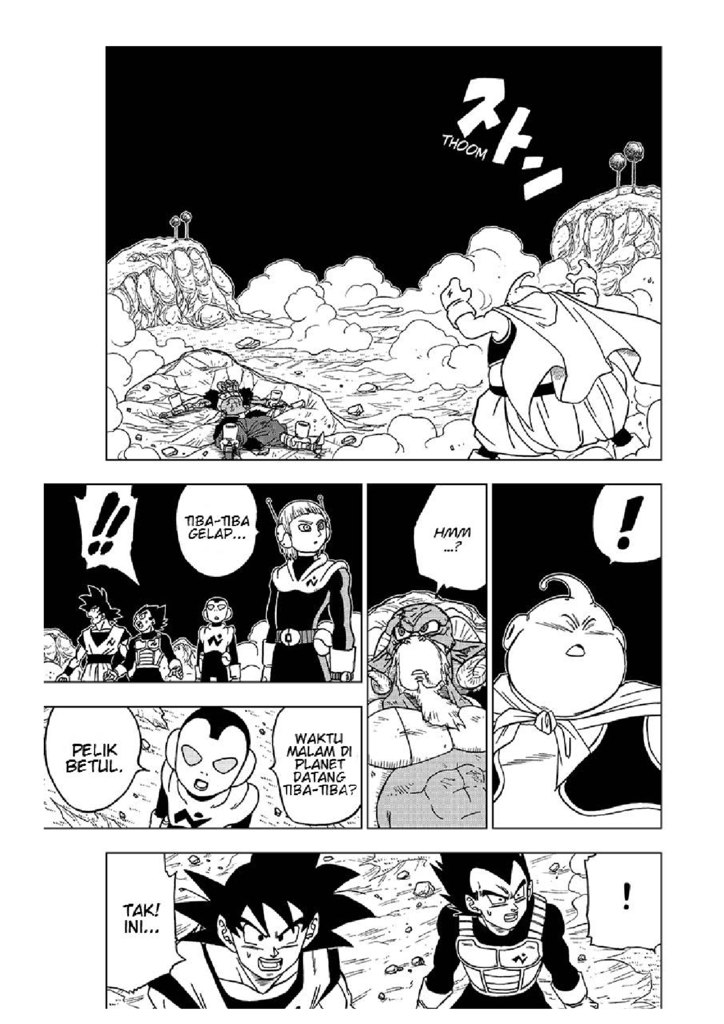 ストン
THOOM
!
HMM
...?
TIBA-TIBA
GELAP...
!!
WAKTU
MALAM DI
PLANET
DATANG
TIBA-TIBA?
PELIK
BETUL.
!
TAK!
INI...